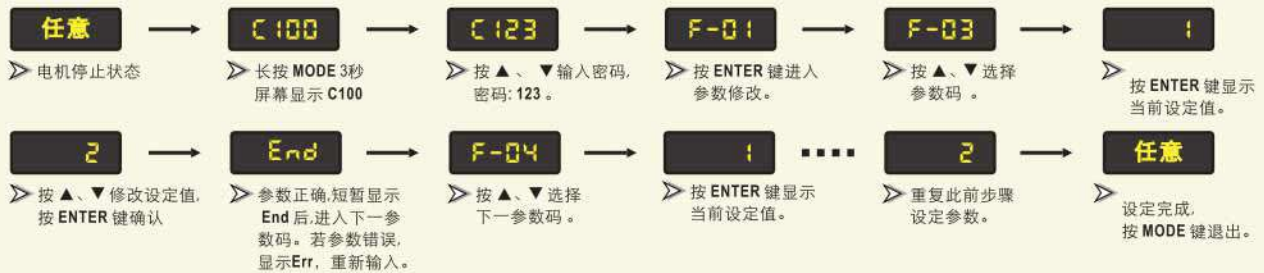 任意
C100
C123
F-01
F-03
1
电机停止状态
长按 MODE 3秒
屏幕显示 C100
按 ▲ 、 ▼输入密码,
密码: 123 。
按 ENTER 键进入
参数修改。
按 ▲、▼ 选择
参数码 。
按 ENTER 键显示
当前设定值。
2
End
F-04
1
2
任意
按 ▲、▼ 修改设定值,
按 ENTER 键确认
参数正确,短暂显示
End 后,进入下一参
数码。若参数错误,
显示Err, 重新输入。
按 ▲、▼ 选择
下一参数码 。
按 ENTER 键显示
当前设定值。
重复此前步骤
设定参数。
设定完成,
按 MODE 键退出。